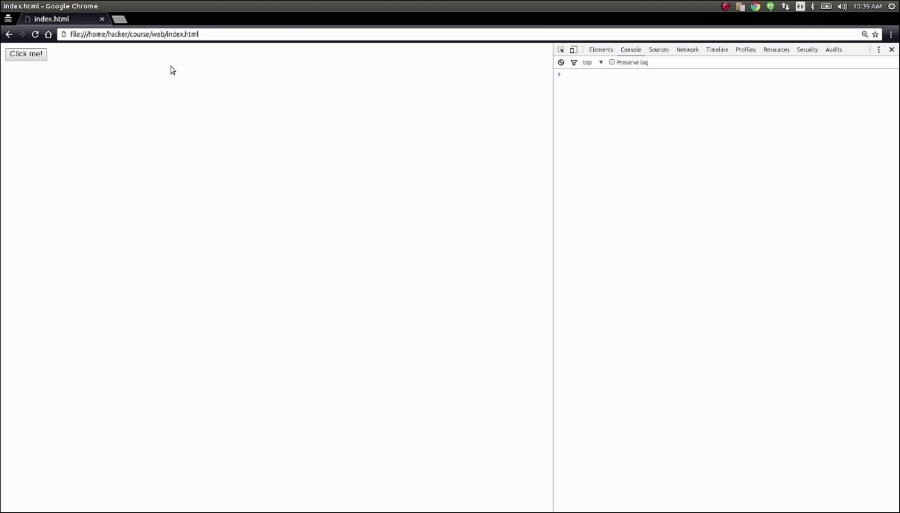 index.html - Google Chrome
10:39 AM
index.html
file:///home/hacker/course/web/index.html
Click me!
Elements Console Sources Network Timeline Profiles Resources Security Audits
top Preserve log